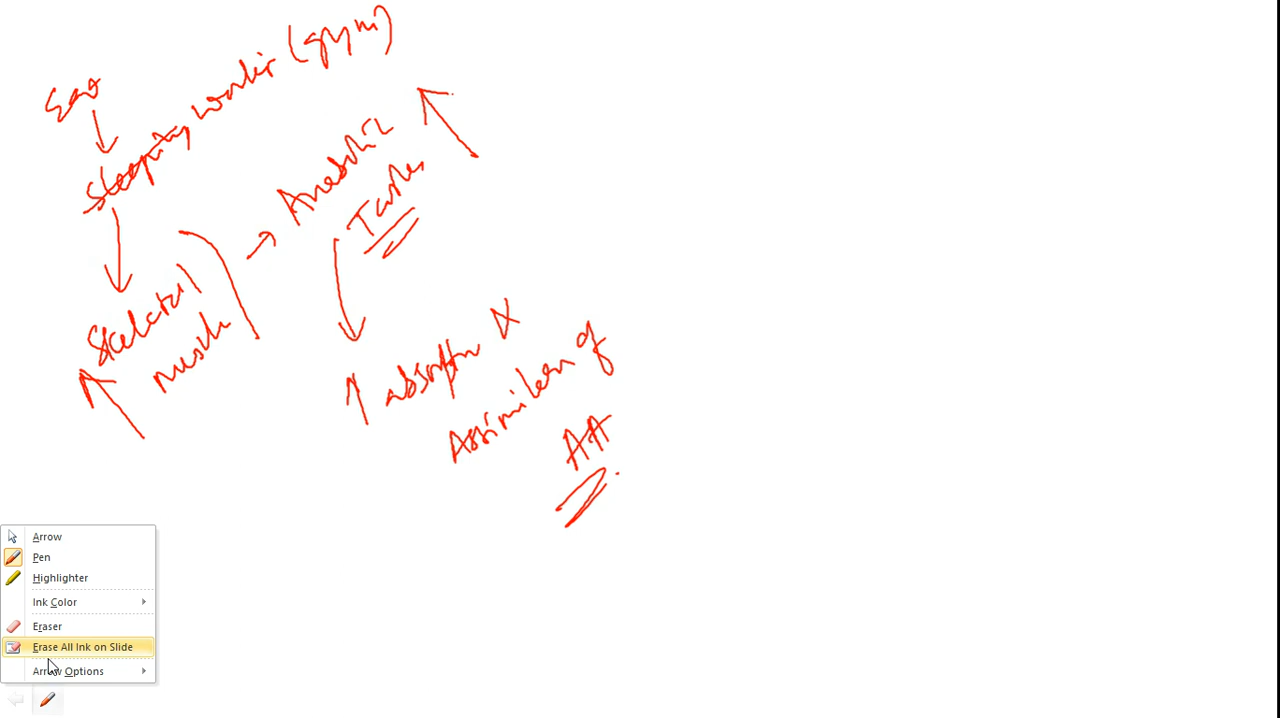 (gym)
Skeletal
muscle
Anabolic
↑ absorption &
Assimilation of
AA
Arrow
Pen
Highlighter
Ink Color
Eraser
Erase All Ink on Slide
Arrow Options